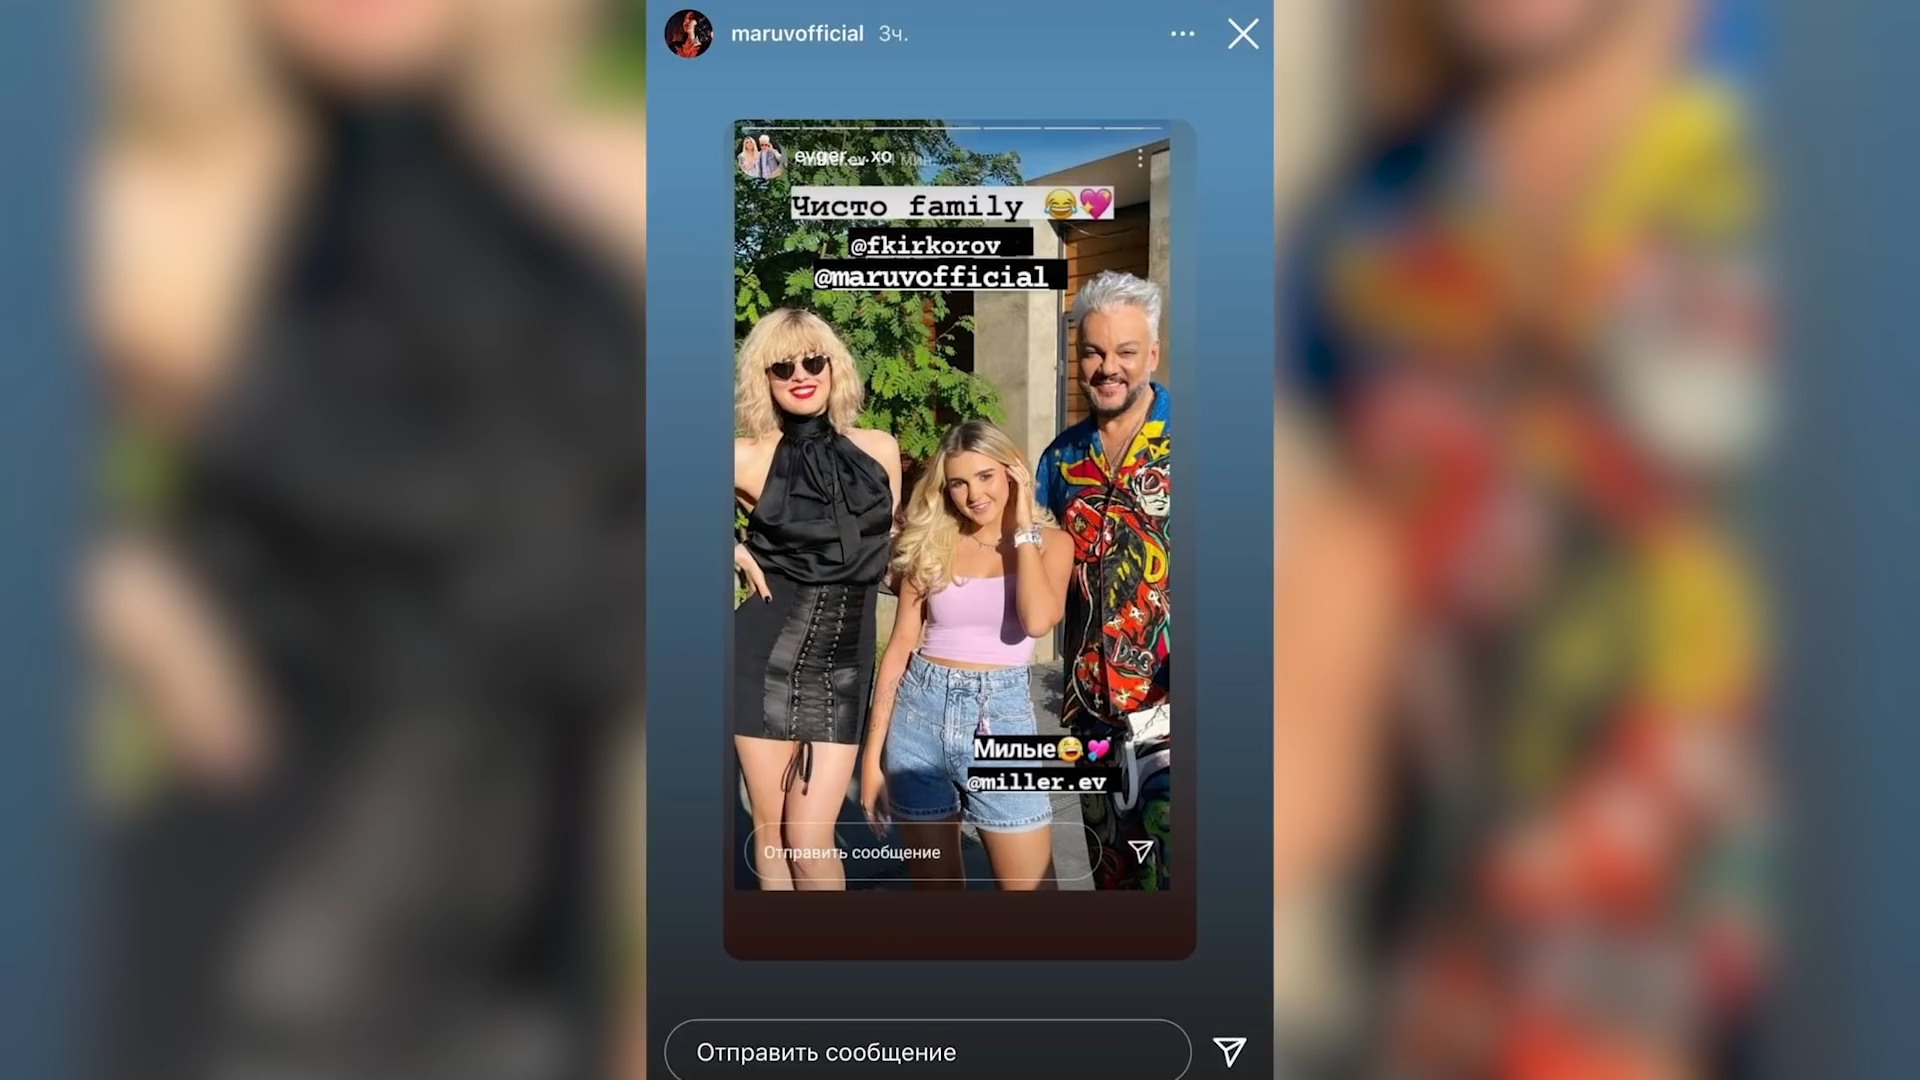 maruvofficial 3ч.
Чисто family 😂💖
@fkirkorov
@maruvofficial
D&G
Милые😂💞
@miller.ev
Отправить сообщение
Отправить сообщение